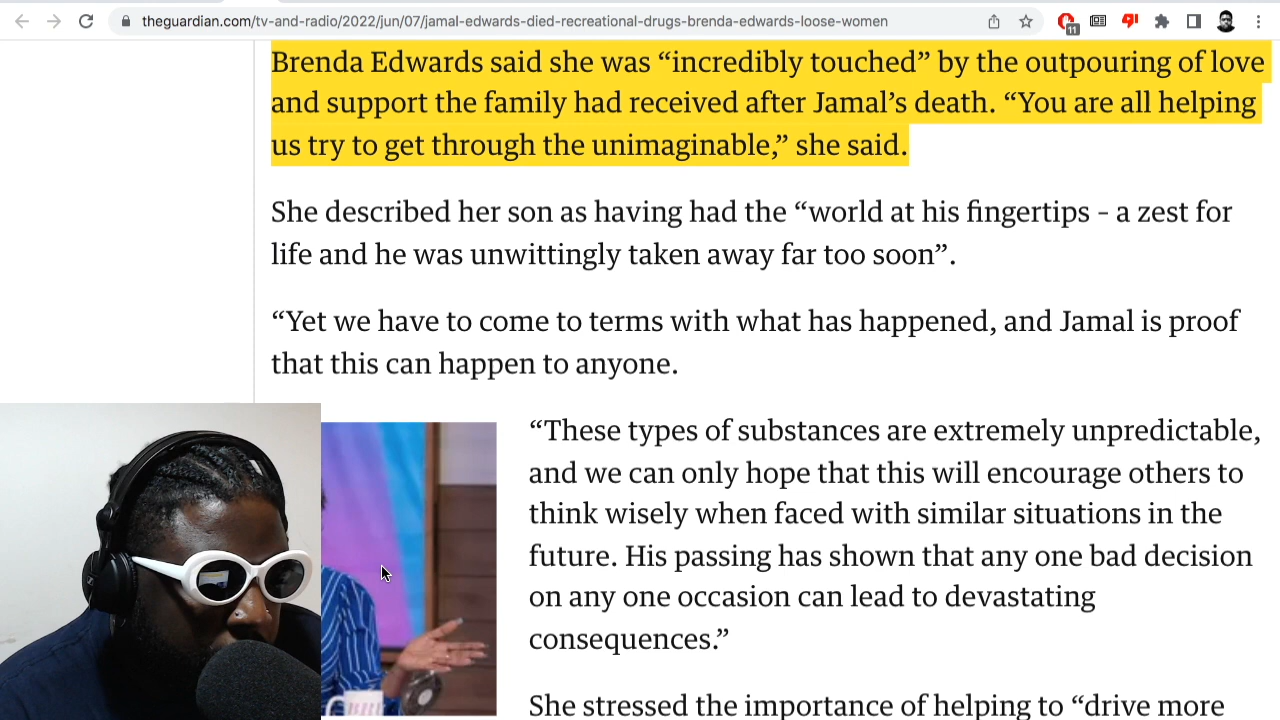 theguardian.com/tv-and-radio/2022/jun/07/jamal-edwards-died-recreational-drugs-brenda-edwards-loose-women
11
Brenda Edwards said she was “incredibly touched” by the outpouring of love
and support the family had received after Jamal’s death. “You are all helping
us try to get through the unimaginable,” she said.
She described her son as having had the “world at his fingertips – a zest for
life and he was unwittingly taken away far too soon”.
“Yet we have to come to terms with what has happened, and Jamal is proof
that this can happen to anyone.
“These types of substances are extremely unpredictable,
and we can only hope that this will encourage others to
think wisely when faced with similar situations in the
future. His passing has shown that any one bad decision
on any one occasion can lead to devastating
consequences.”
She stressed the importance of helping to “drive more